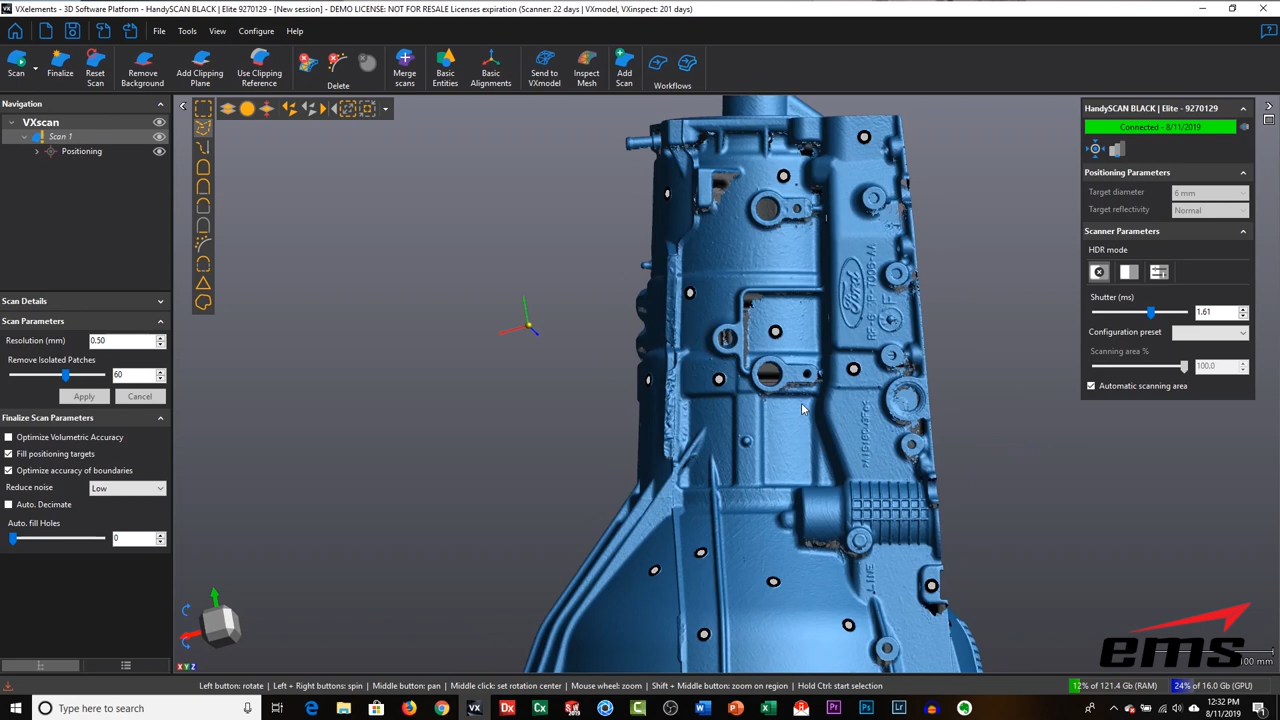 VXelements - 3D Software Platform - HandySCAN BLACK | Elite 9270129 - [New session] - DEMO LICENSE: NOT FOR RESALE Licenses expiration (Scanner: 22 days | VXmodel, VXinspect: 201 days)
File Tools View Configure Help
Scan
Finalize
Reset Scan
Remove Background
Add Clipping Plane
Use Clipping Reference
Delete
Merge scans
Basic Entities
Basic Alignments
Send to VXmodel
Inspect Mesh
Add Scan
Workflows
Navigation
VXscan
Scan 1
Positioning
Scan Details
Scan Parameters
Resolution (mm) 0.50
Remove Isolated Patches
60
Apply Cancel
Finalize Scan Parameters
Optimize Volumetric Accuracy
Fill positioning targets
Optimize accuracy of boundaries
Reduce noise Low
Auto. Decimate
Auto. fill Holes
0
Ford
HandySCAN BLACK | Elite - 9270129
Connected - 8/11/2019
Positioning Parameters
Target diameter 6 mm
Target reflectivity Normal
Scanner Parameters
HDR mode
Shutter (ms)
1.61
Configuration preset
Scanning area %
100.0
Automatic scanning area
ems
100 mm
X Y Z
Left button: rotate | Left + Right buttons: spin | Middle button: pan | Middle click: set rotation center | Mouse wheel: zoom | Shift + Middle button: zoom on region | Hold Ctrl: start selection
12% of 121.4 Gb (RAM) 24% of 16.0 Gb (GPU)
Type here to search
12:32 PM
8/11/2019